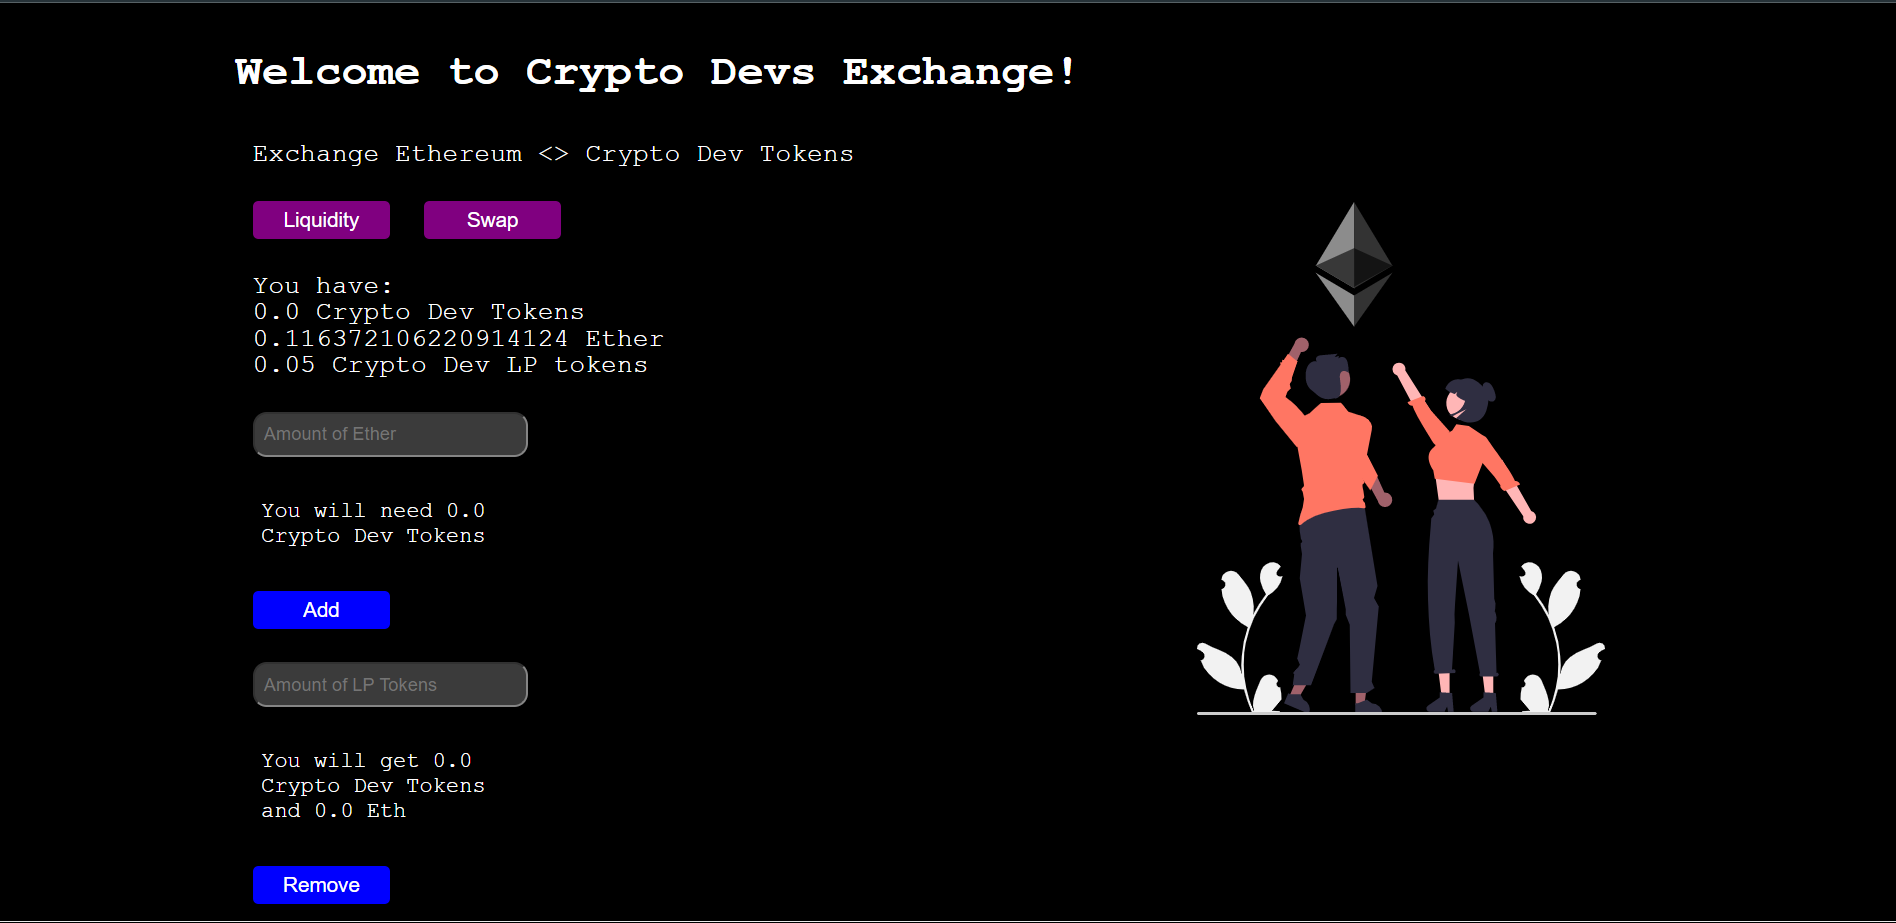 Welcome to Crypto Devs Exchange!
Exchange Ethereum <> Crypto Dev Tokens
Liquidity
Swap
You have:
0.0 Crypto Dev Tokens
0.116372106220914124 Ether
0.05 Crypto Dev LP tokens
Amount of Ether
You will need 0.0
Crypto Dev Tokens
Add
Amount of LP Tokens
You will get 0.0
Crypto Dev Tokens
and 0.0 Eth
Remove